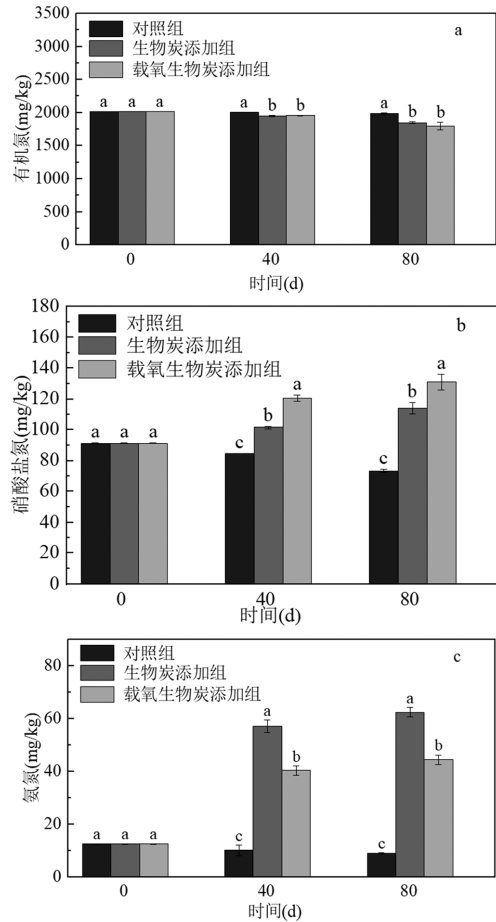 3500
3000
2500
2000
1500
1000
500
0
有机氮(mg/kg)
对照组
生物炭添加组
载氧生物炭添加组
a
a a a
a b b
a b b
0 40 80
时间(d)
180
160
140
120
100
80
60
40
20
0
硝酸盐氮(mg/kg)
对照组
生物炭添加组
载氧生物炭添加组
b
a a a
c b a
c b a
0 40 80
时间(d)
80
60
40
20
0
氨氮(mg/kg)
对照组
生物炭添加组
载氧生物炭添加组
c
a a a
c a b
c a b
0 40 80
时间(d)